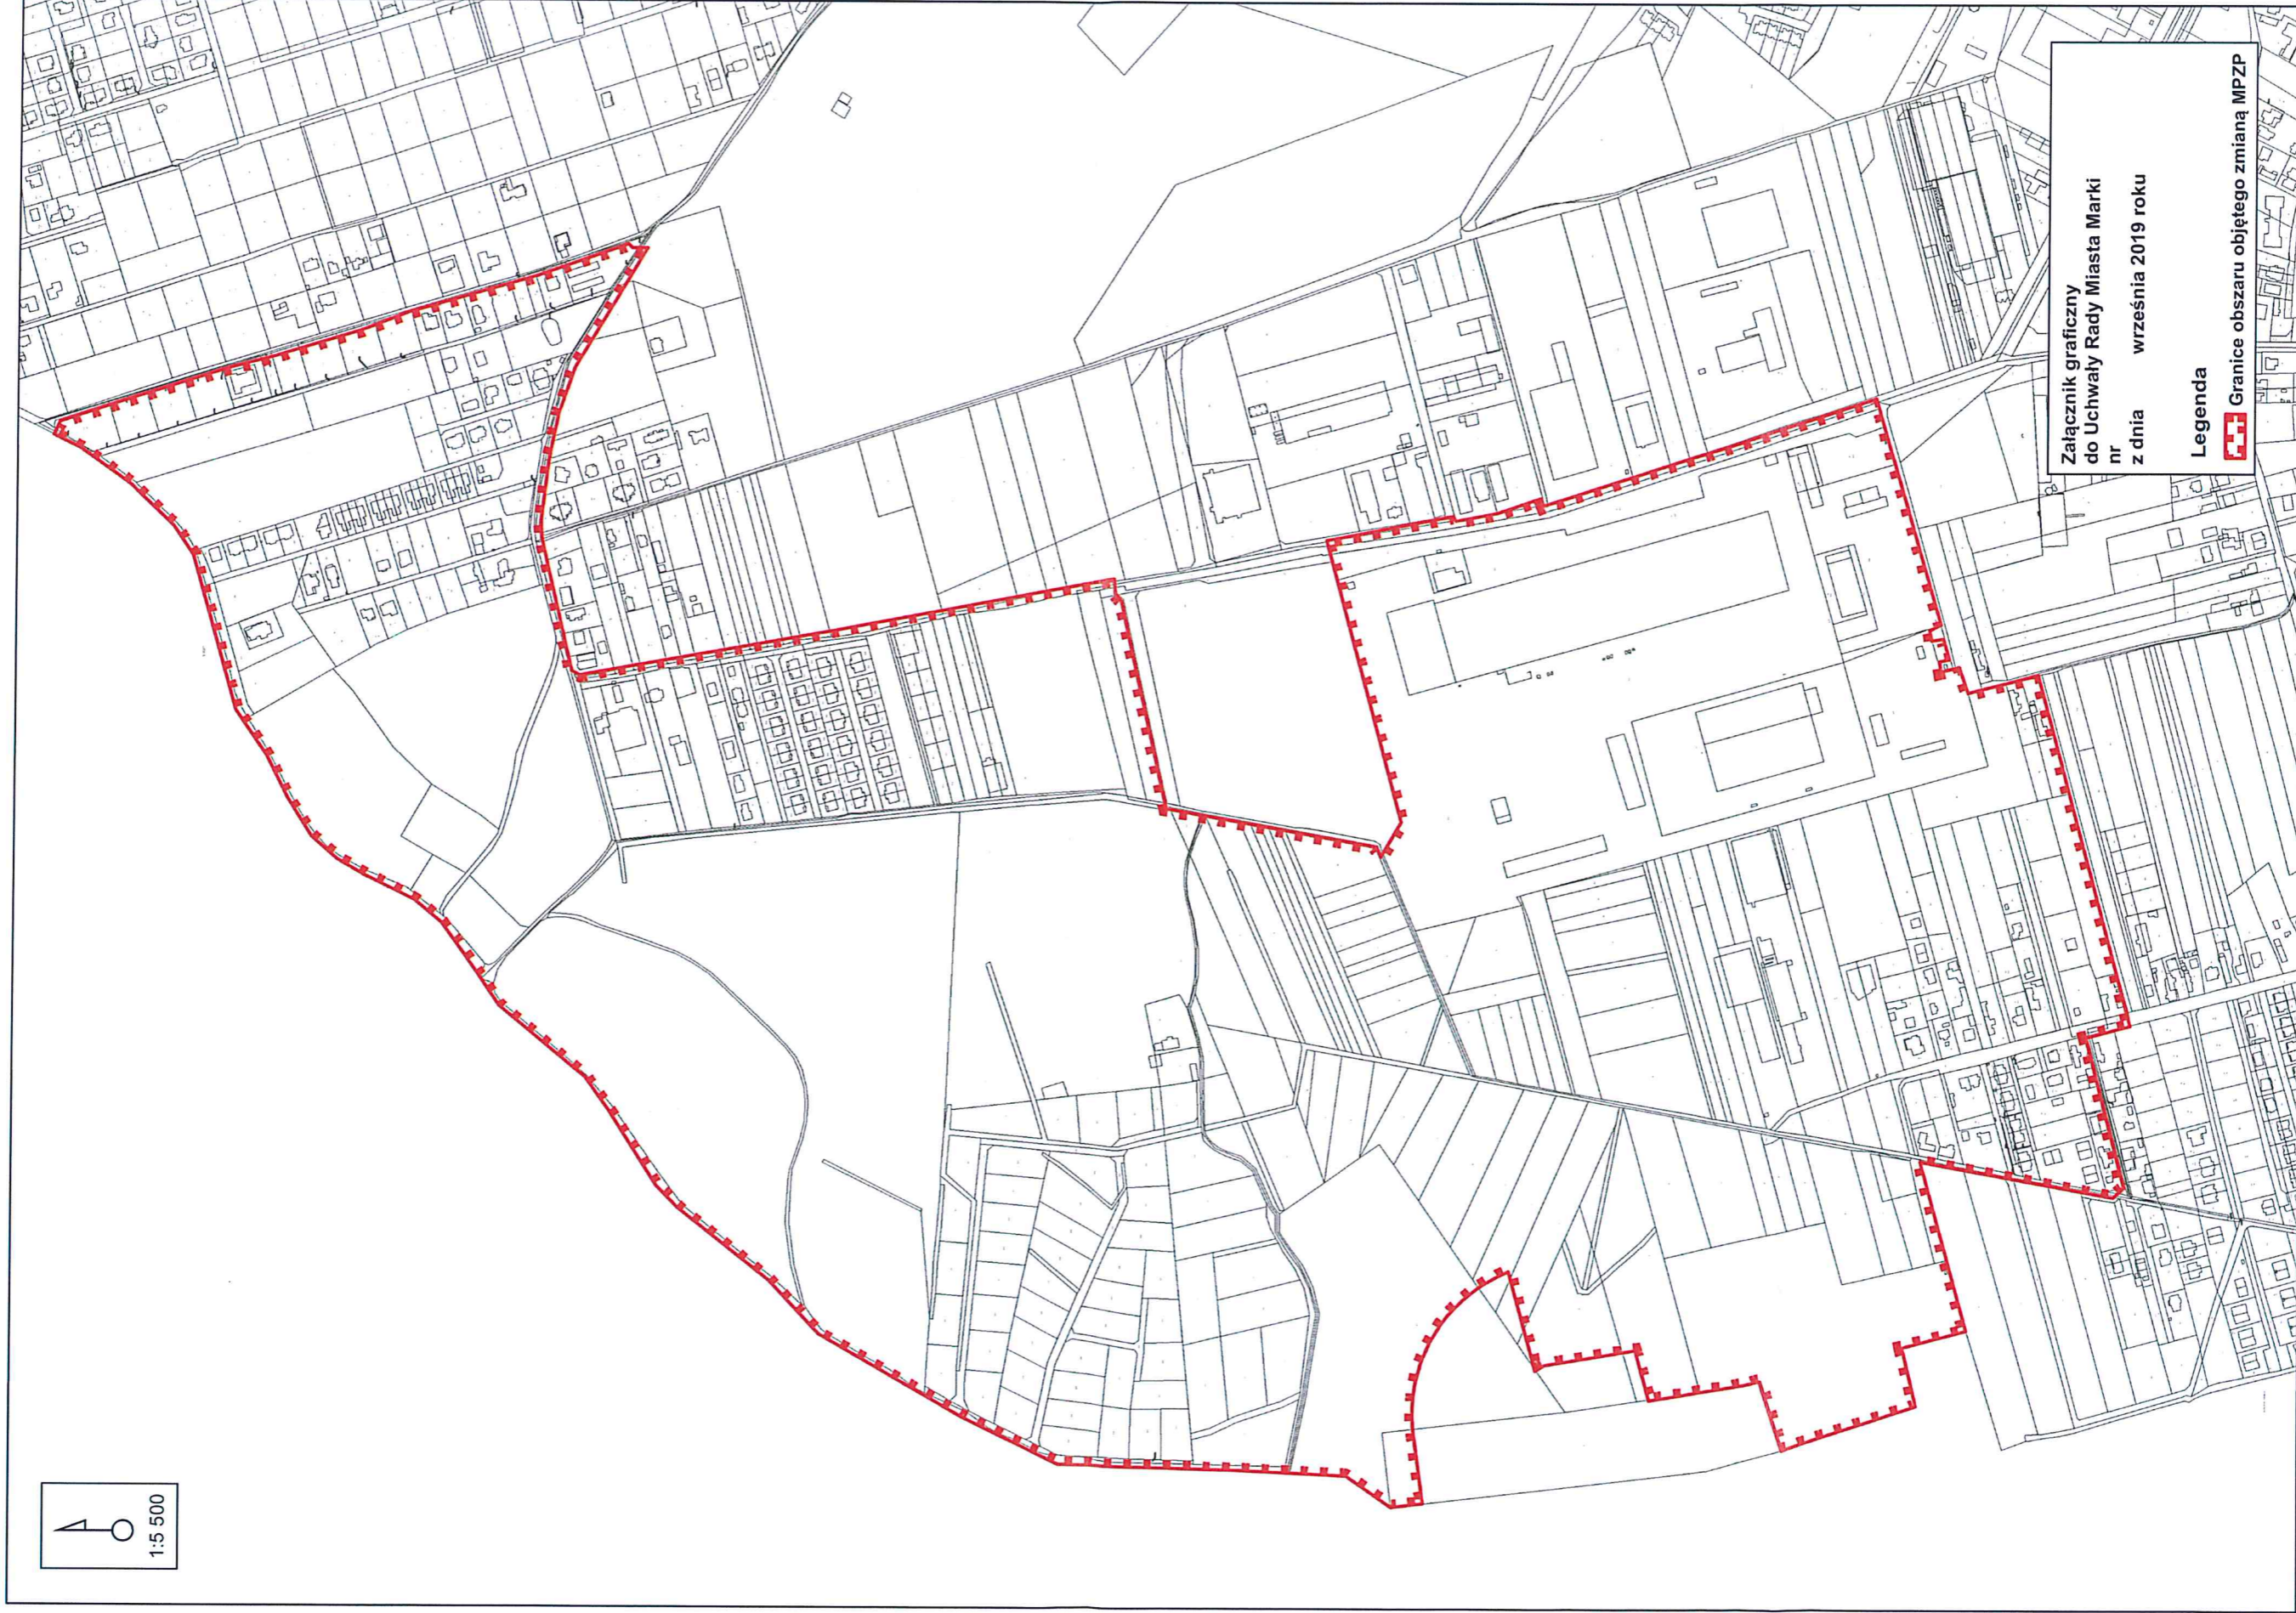 1:5 500
Załącznik graficzny
do Uchwały Rady Miasta Marki
nr
z dnia września 2019 roku
Legenda
Granice obszaru objętego zmianą MPZP